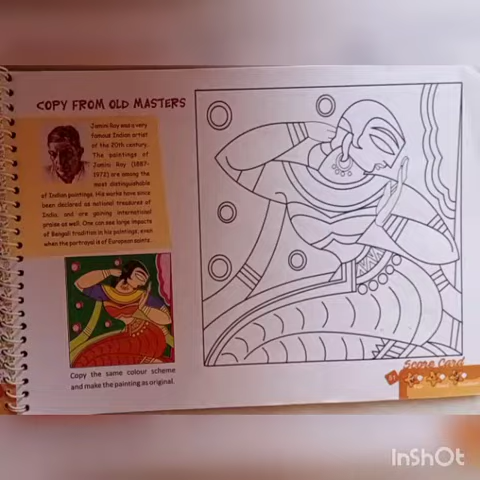 COPY FROM OLD MASTERS
Jamini Roy was a very
famous Indian artist
of the 20th century.
The paintings of
Jamini Roy (1887-
1972) are among the
most distinguishable
of Indian paintings. His works have since
been declared as national treasures of
India, and are gaining international
praise as well. One can see large impacts
of Bengali tradition in his paintings, even
when the portrayal is of European saints.
Copy the same colour scheme
and make the painting as original.
Score Card
InShOt